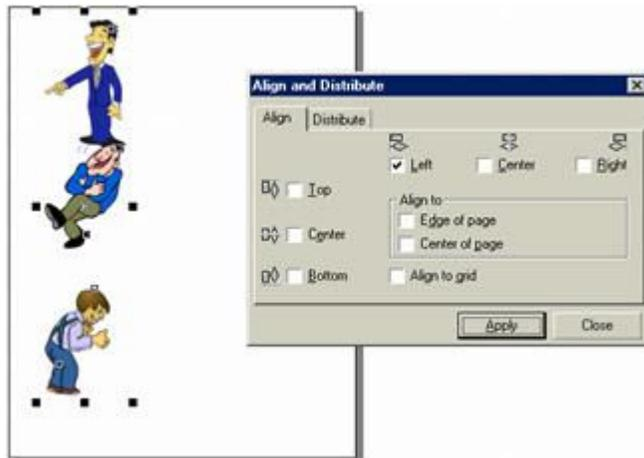 Align and Distribute
Align Distribute
Left Center Right
Top
Align to
Edge of page
Center
Center of page
Bottom Align to grid
Apply Close